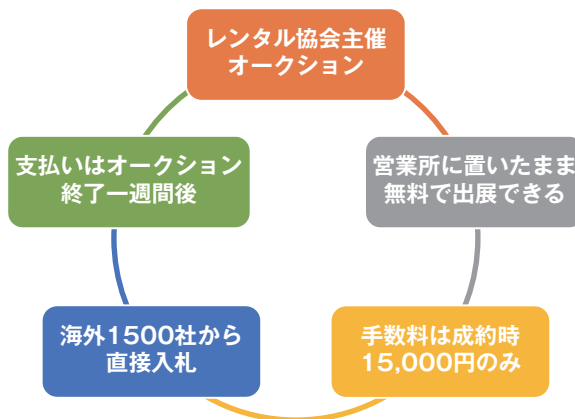 レンタル協会主催
オークション
営業所に置いたまま
無料で出展できる
手数料は成約時
15,000円のみ
海外1500社から
直接入札
支払いはオークション
終了一週間後